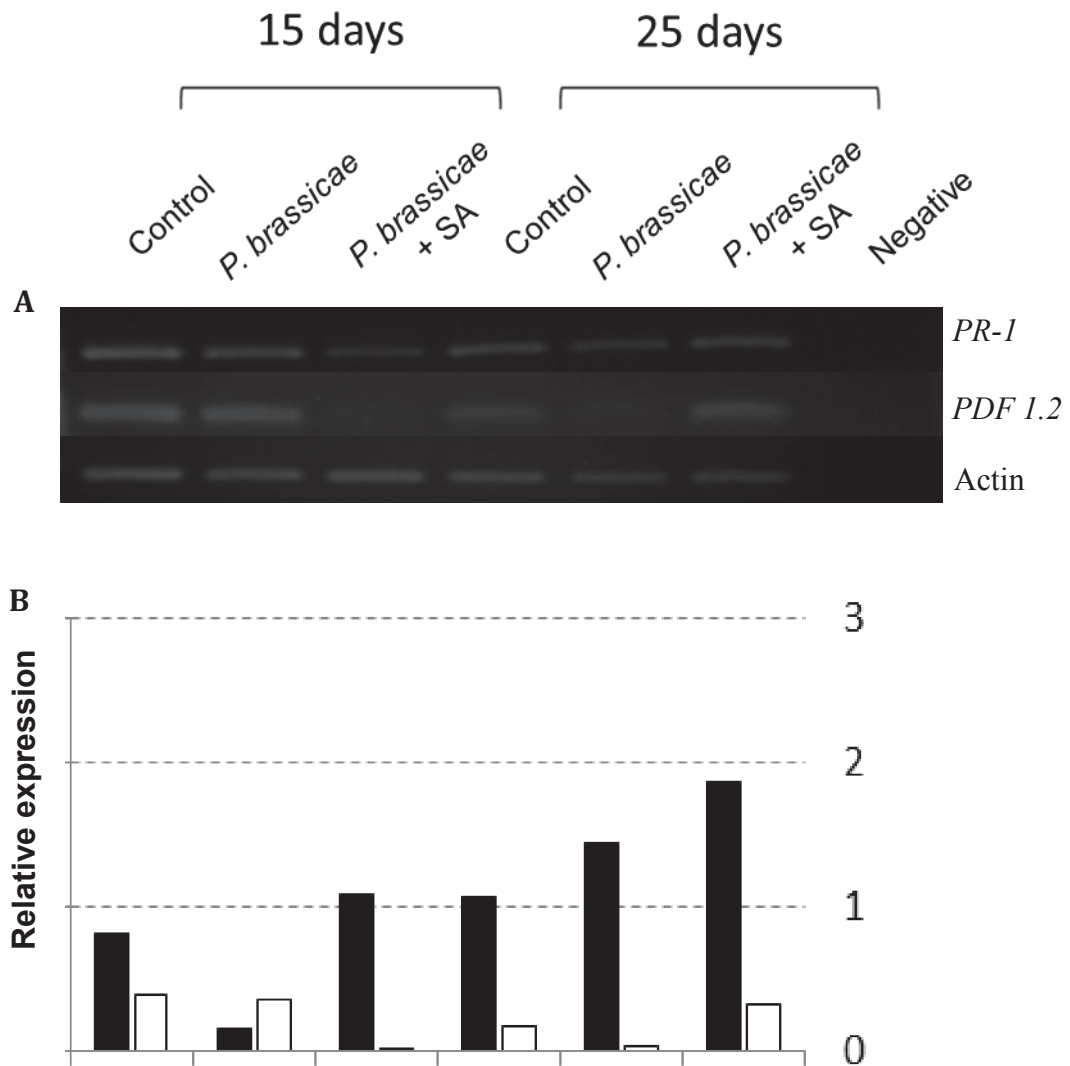 15 days
25 days
Control
P. brassicae
P. brassicae
+ SA
Control
P. brassicae
P. brassicae
+ SA
Negative
A
PR-1
PDF 1.2
Actin
B
Relative expression
3
2
1
0